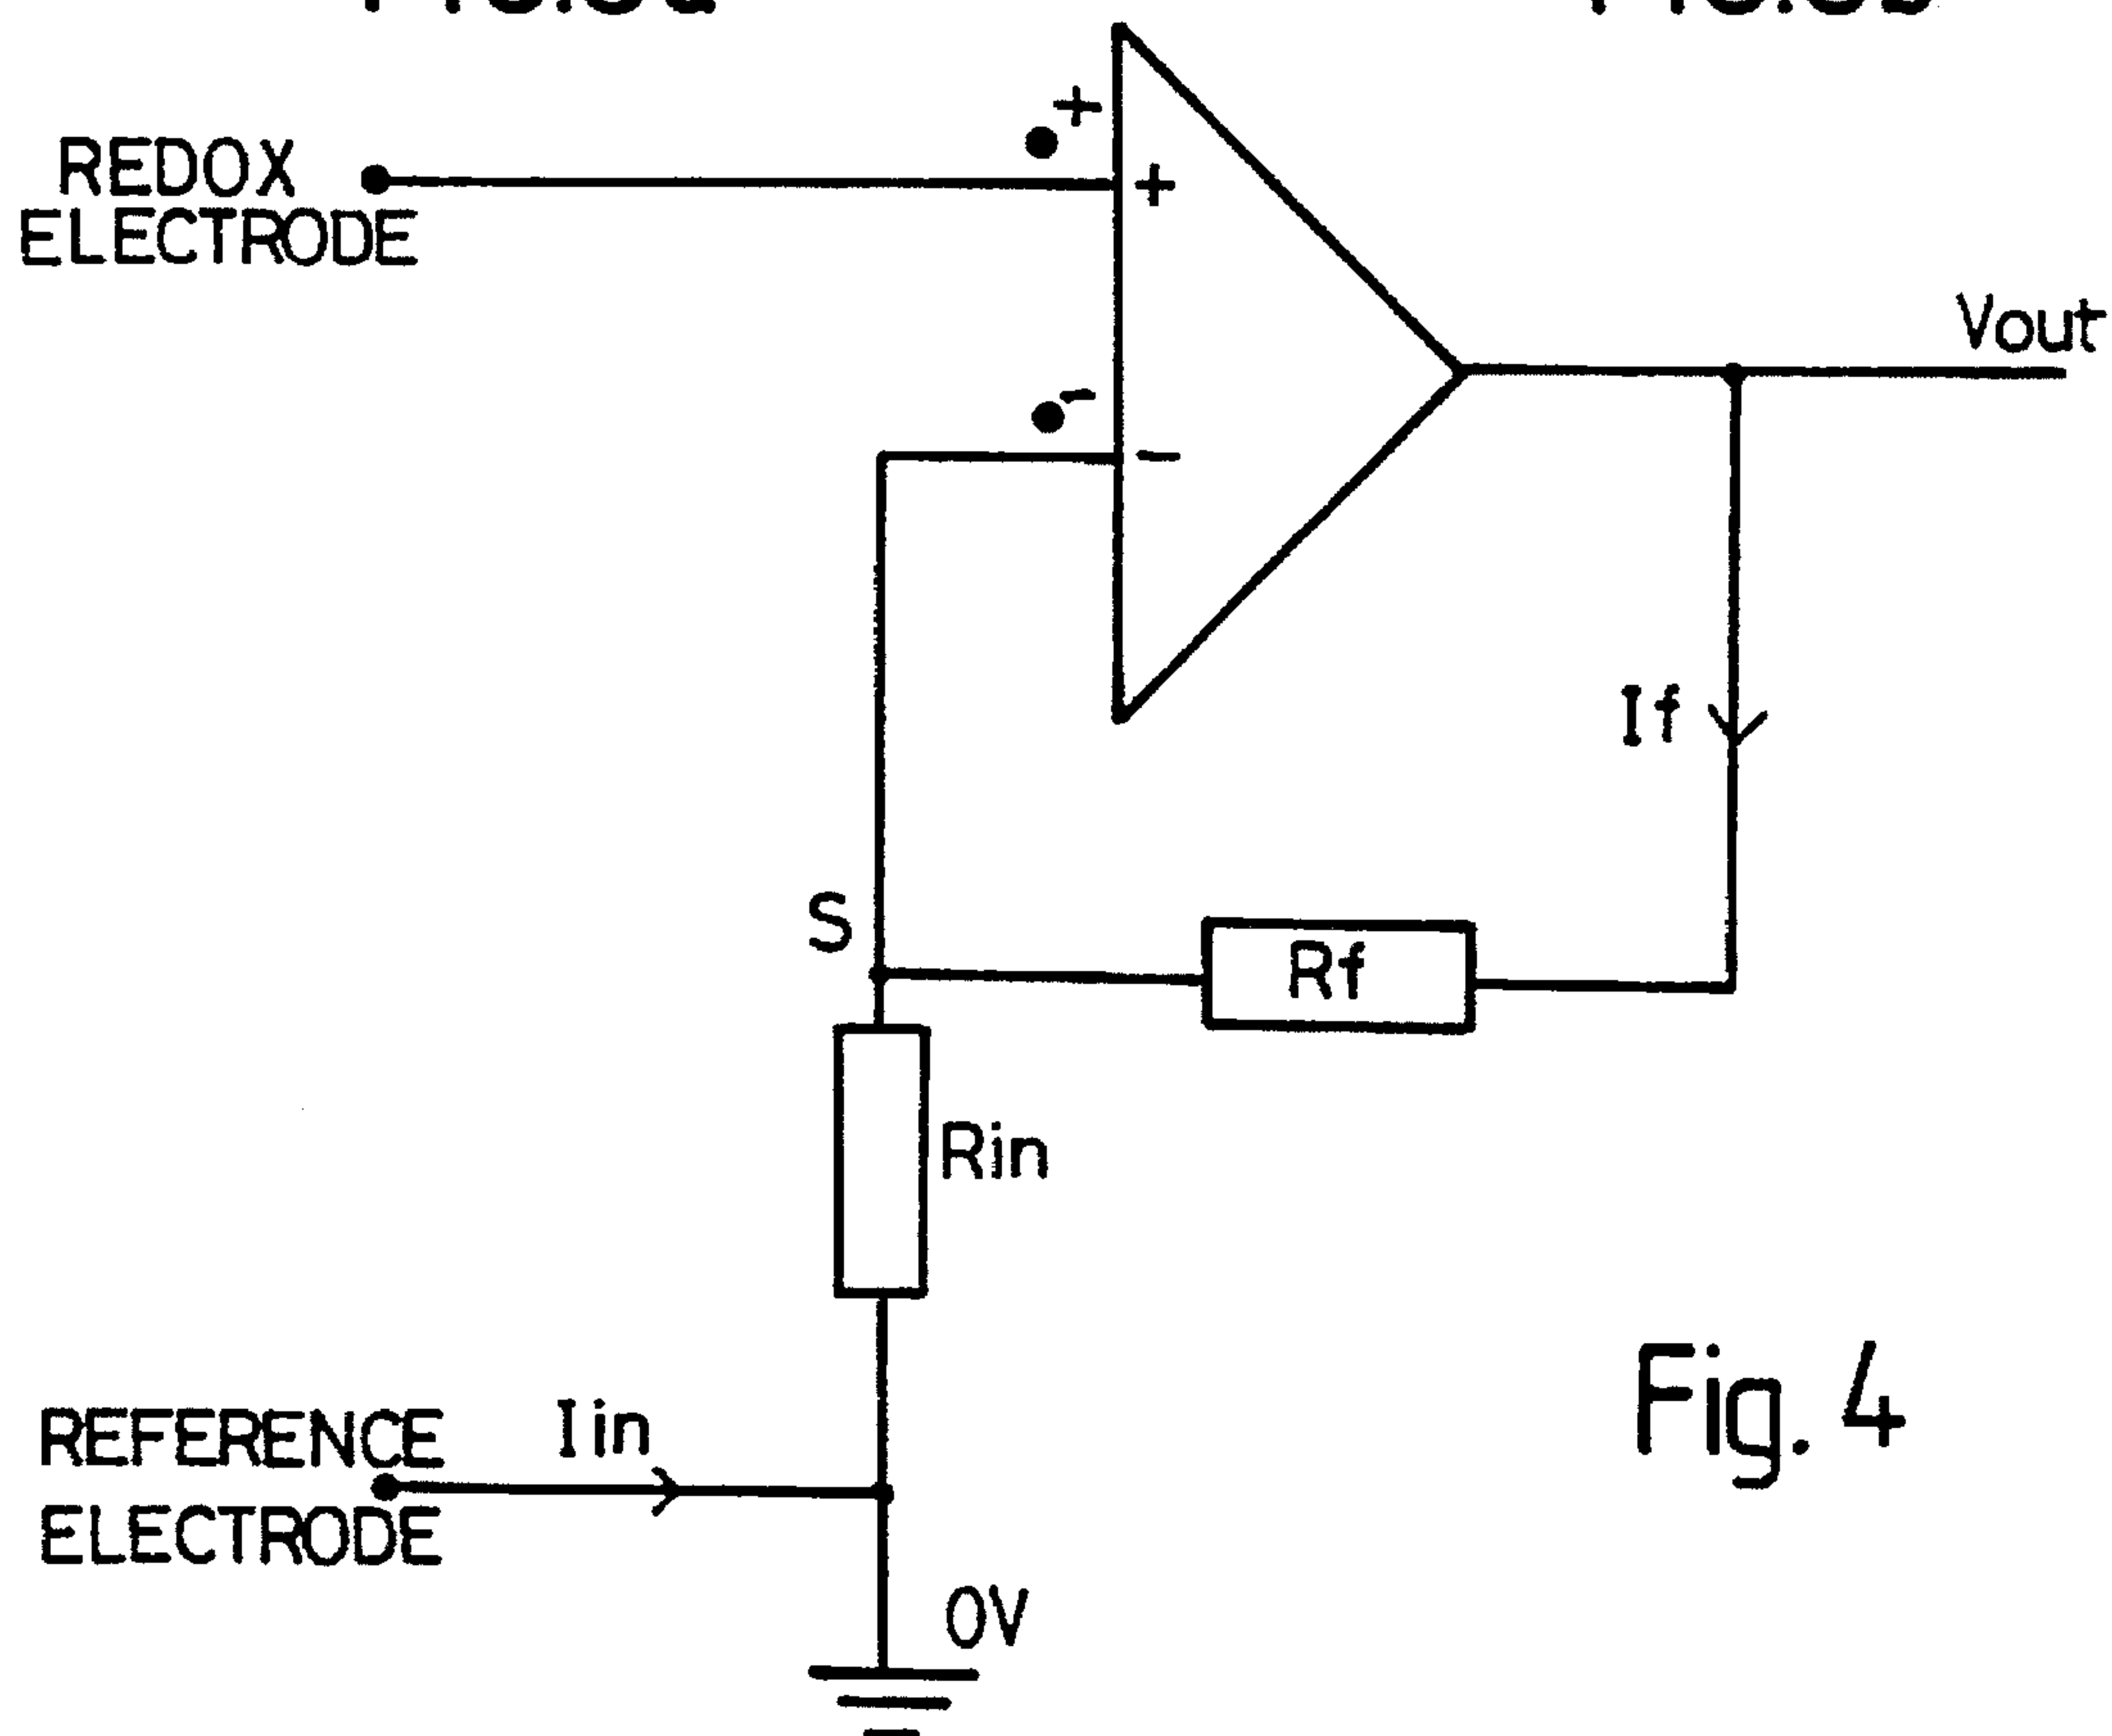 REDOX
ELECTRODE
+
+
Vout
-
-
If
S
Rf
Rin
REFERENCE
ELECTRODE
Iin
0V
Fig. 4